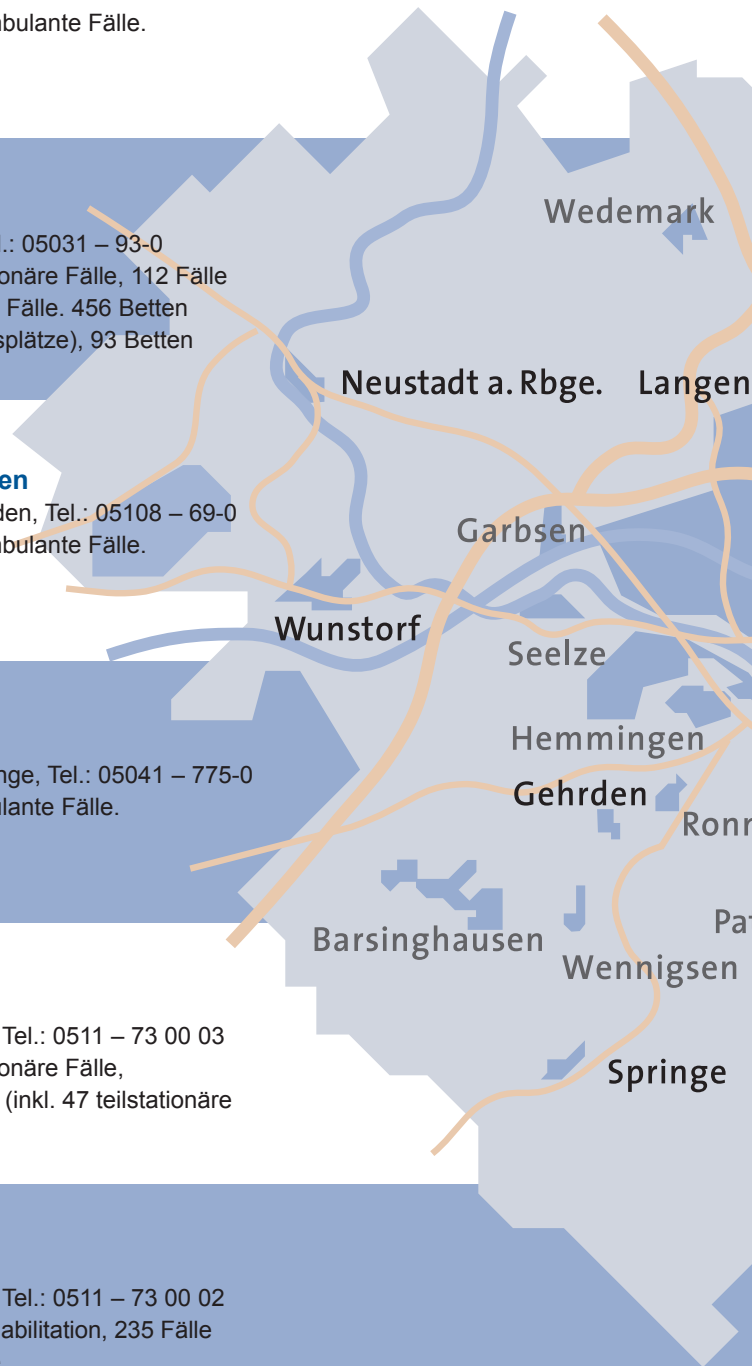 bulante Fälle.
l.: 05031 – 93-0
onäre Fälle, 112 Fälle
Fälle. 456 Betten
splätze), 93 Betten
en
den, Tel.: 05108 – 69-0
bulante Fälle.
nge, Tel.: 05041 – 775-0
ulante Fälle.
Tel.: 0511 – 73 00 03
onäre Fälle,
(inkl. 47 teilstationäre
Tel.: 0511 – 73 00 02
abilitation, 235 Fälle
Wedemark
Neustadt a. Rbge.
Langen
Garbsen
Wunstorf
Seelze
Hemmingen
Gehrden
Ronn
Pat
Barsinghausen
Wennigsen
Springe